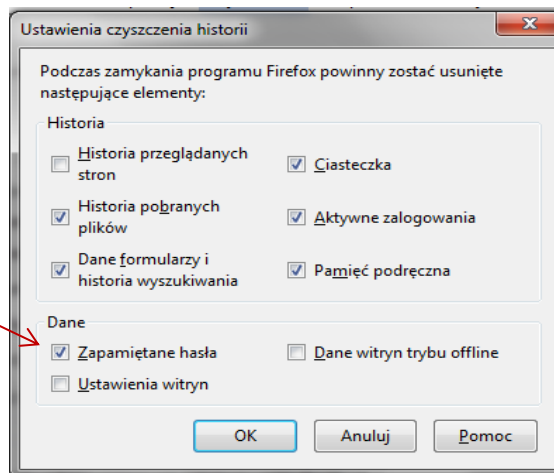 Ustawienia czyszczenia historii
Podczas zamykania programu Firefox powinny zostać usunięte
następujące elementy:
Historia
Historia przeglądanych
stron
Ciasteczka
Historia pobranych
plików
Aktywne zalogowania
Dane formularzy i
historia wyszukiwania
Pamięć podręczna
Dane
Zapamiętane hasła
Dane witryn trybu offline
Ustawienia witryn
OK
Anuluj
Pomoc